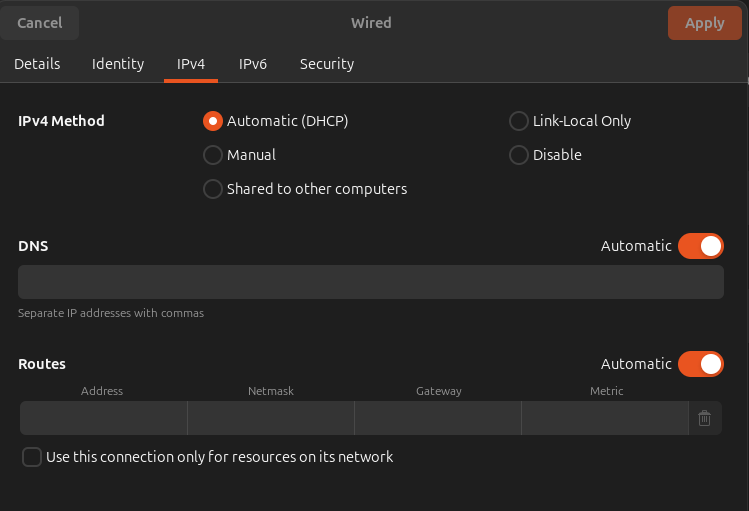 Cancel Wired Apply
Details Identity IPv4 IPv6 Security
IPv4 Method Automatic (DHCP) Link-Local Only
Manual Disable
Shared to other computers
DNS Automatic
Separate IP addresses with commas
Routes Automatic
Address Netmask Gateway Metric
Use this connection only for resources on its network